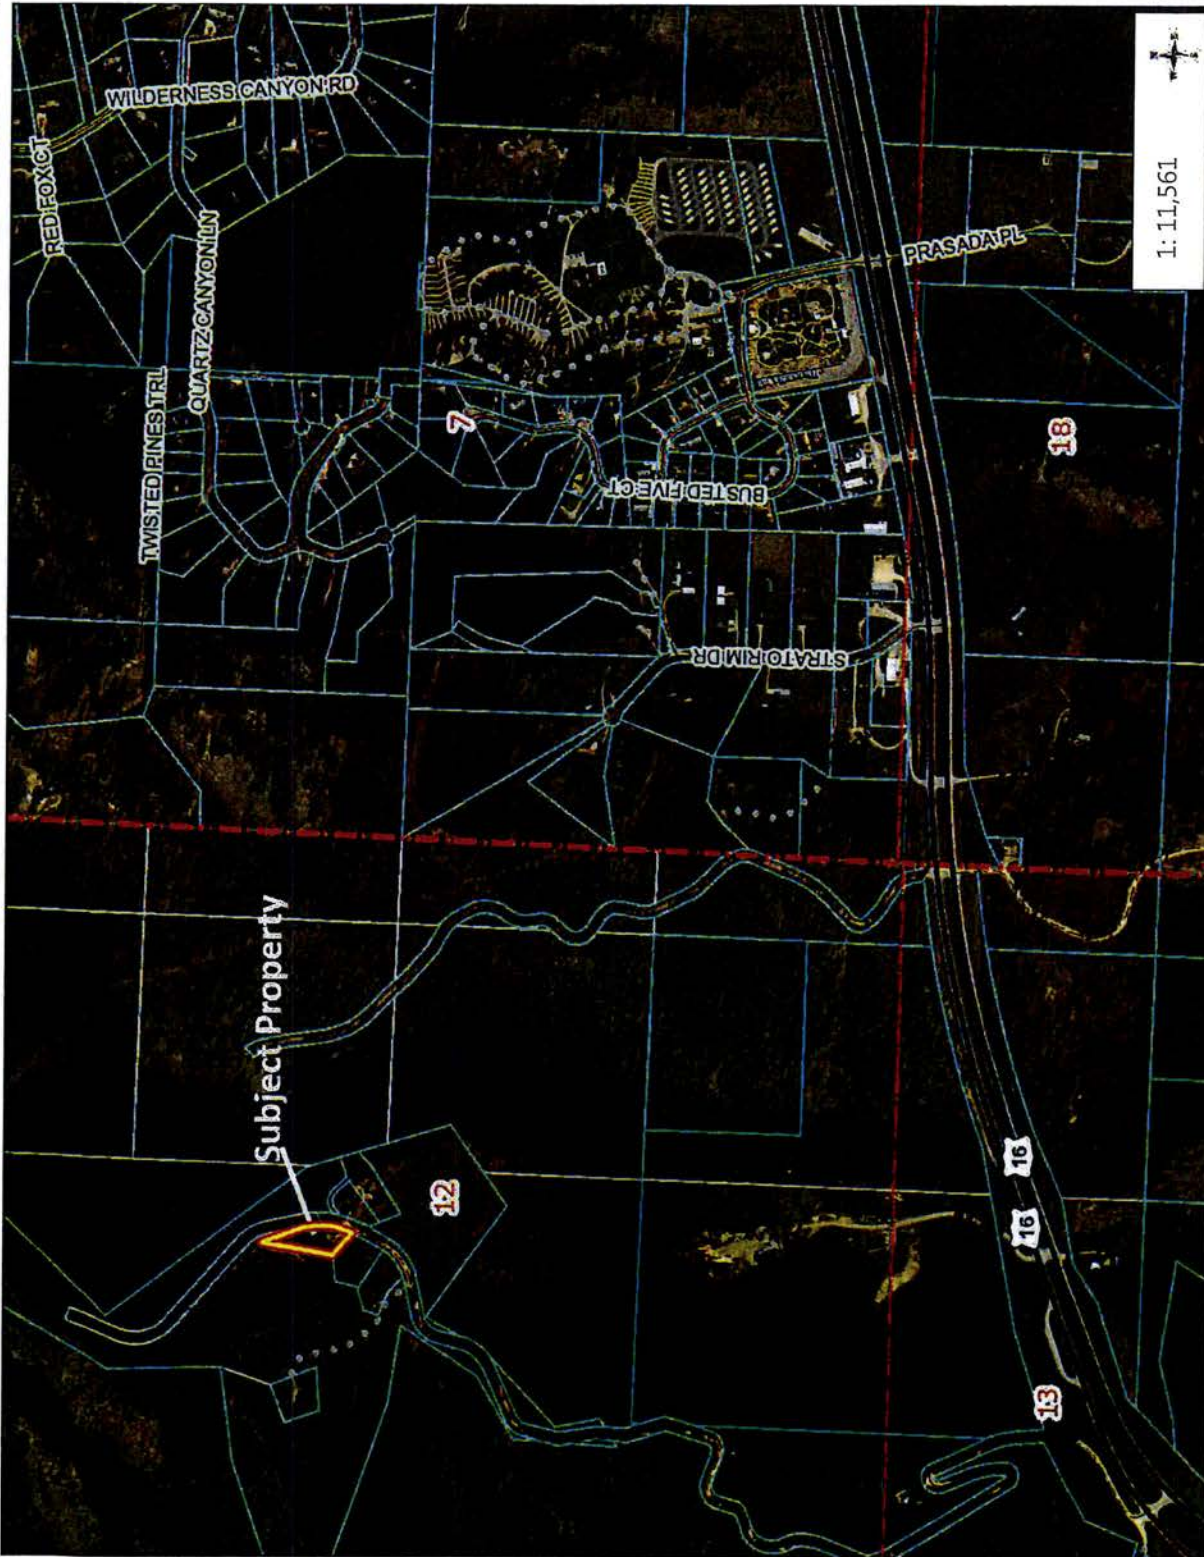 WILDERNESS CANYON RD
RED FOX CT
QUARTZ CANYON LN
TWISTED PINES TRL
PRASADA PL
7
BUSTED FIVE CT
18
STRATO RIM DR
Subject Property
12
16
16
13
1: 11,561